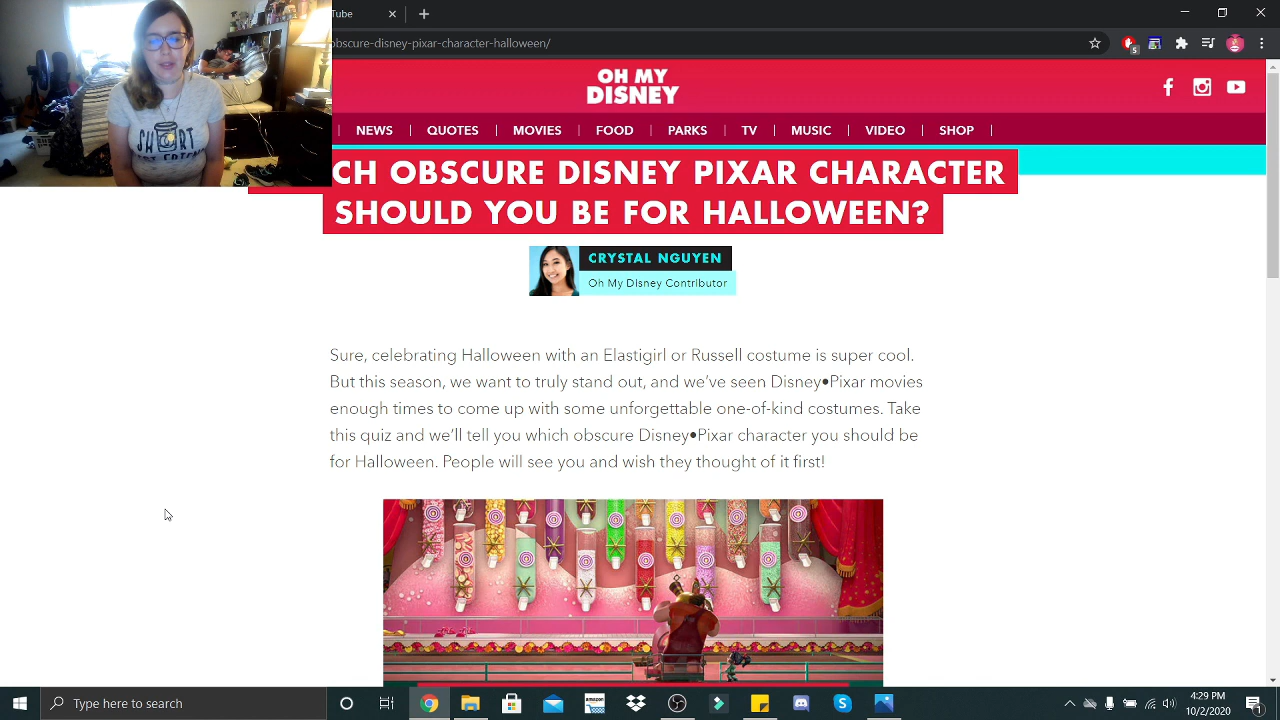 Tube
bscure-disney-pixar-character-halloween/
5
OH MY
DISNEY
NEWS | QUOTES | MOVIES | FOOD | PARKS | TV | MUSIC | VIDEO | SHOP
CH OBSCURE DISNEY PIXAR CHARACTER
SHOULD YOU BE FOR HALLOWEEN?
CRYSTAL NGUYEN
Oh My Disney Contributor
Sure, celebrating Halloween with an Elastigirl or Russell costume is super cool.
But this season, we want to truly stand out, and we've seen Disney•Pixar movies
enough times to come up with some unforgettable one-of-kind costumes. Take
this quiz and we'll tell you which obscure Disney•Pixar character you should be
for Halloween. People will see you and wish they thought of it first!
SHORT
Type here to search
amazon
4:29 PM
10/2/2020